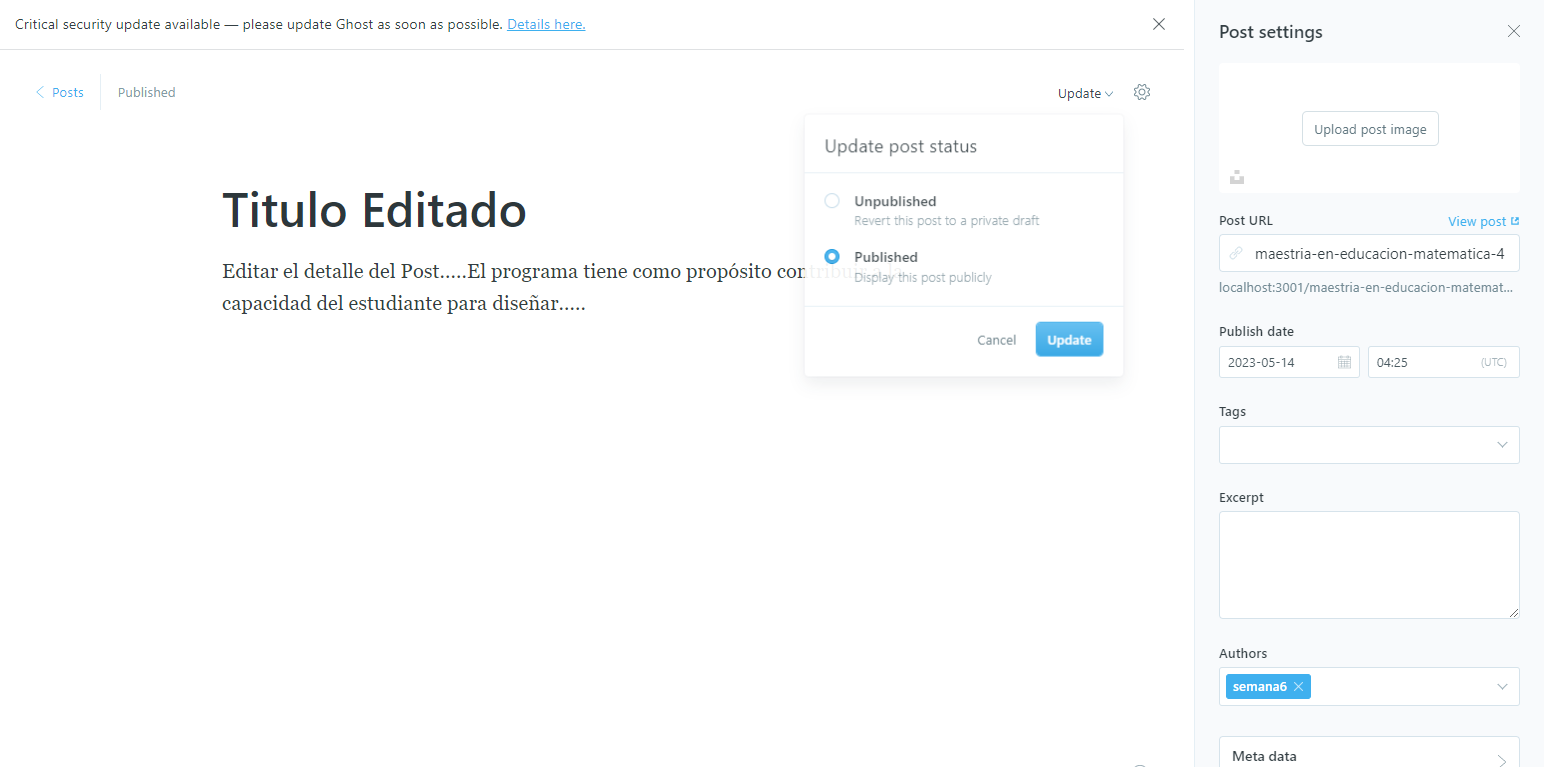 Critical security update available — please update Ghost as soon as possible. Details here.
Posts
Published
Update
Update post status
Unpublished
Revert this post to a private draft
Published
Display this post publicly
Cancel
Update
Titulo Editado
Editar el detalle del Post.....El programa tiene como propósito contribuir a la
capacidad del estudiante para diseñar.....
Post settings
Upload post image
Post URL
View post
maestria-en-educacion-matematica-4
localhost:3001/maestria-en-educacion-matemat...
Publish date
2023-05-14
04:25
(UTC)
Tags
Excerpt
Authors
semana6
Meta data